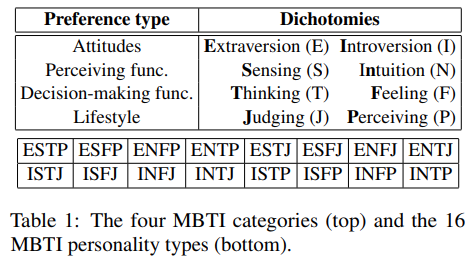 Preference type Dichotomies
Attitudes Extraversion (E) Introversion (I)
Perceiving func. Sensing (S) Intuition (N)
Decision-making func. Thinking (T) Feeling (F)
Lifestyle Judging (J) Perceiving (P)
ESTP ESFP ENFP ENTP ESTJ ESFJ ENFJ ENTJ
ISTJ ISFJ INFJ INTJ ISTP ISFP INFP INTP
Table 1: The four MBTI categories (top) and the 16
MBTI personality types (bottom).